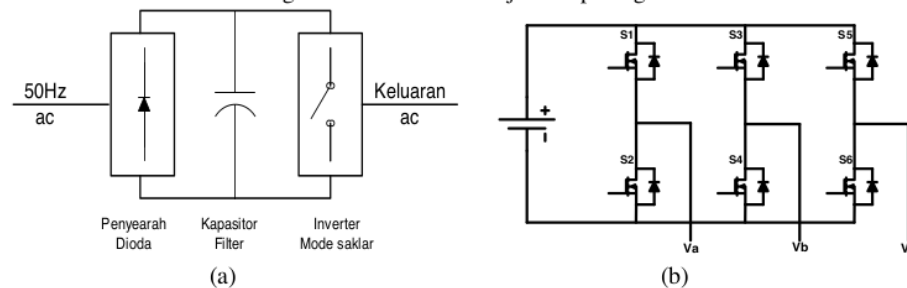 50Hz
ac
Keluaran
ac
Penyearah
Dioda
Kapasitor
Filter
Inverter
Mode saklar
(a)
S1
S3
S5
+
S2
S4
S6
Va
Vb
(b)